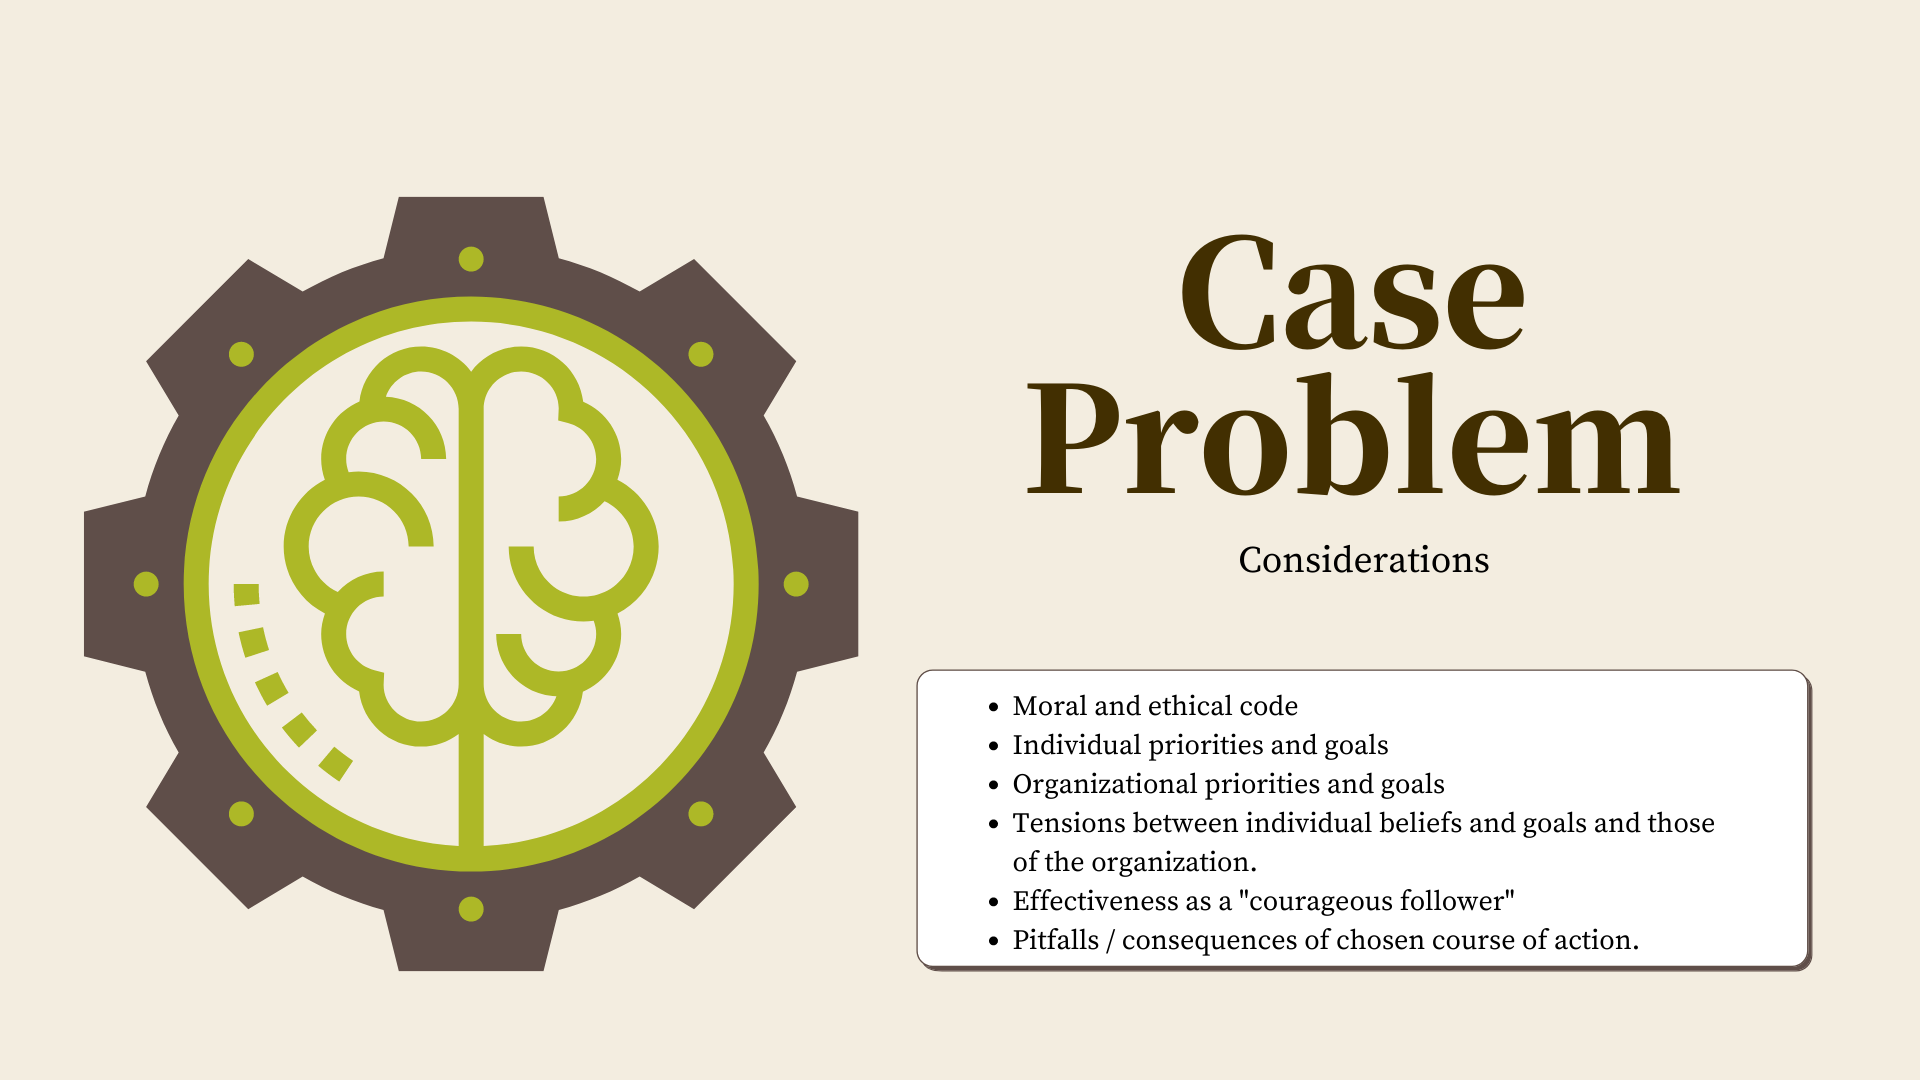 Case
Problem
Considerations
• Moral and ethical code
• Individual priorities and goals
• Organizational priorities and goals
• Tensions between individual beliefs and goals and those
of the organization.
• Effectiveness as a "courageous follower"
• Pitfalls / consequences of chosen course of action.